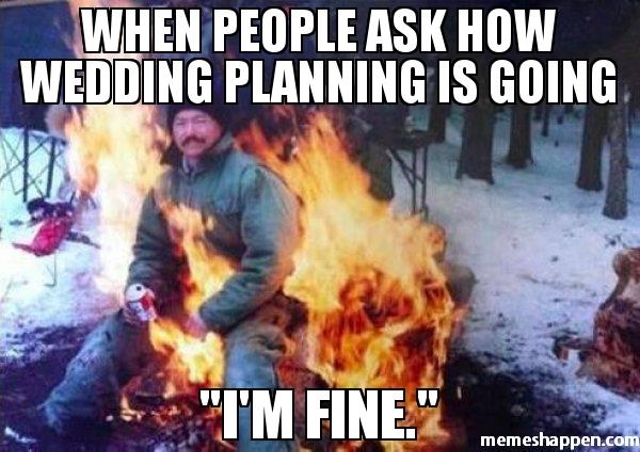 WHEN PEOPLE ASK HOW
WEDDING PLANNING IS GOING
"I'M FINE."
memeshappen.com